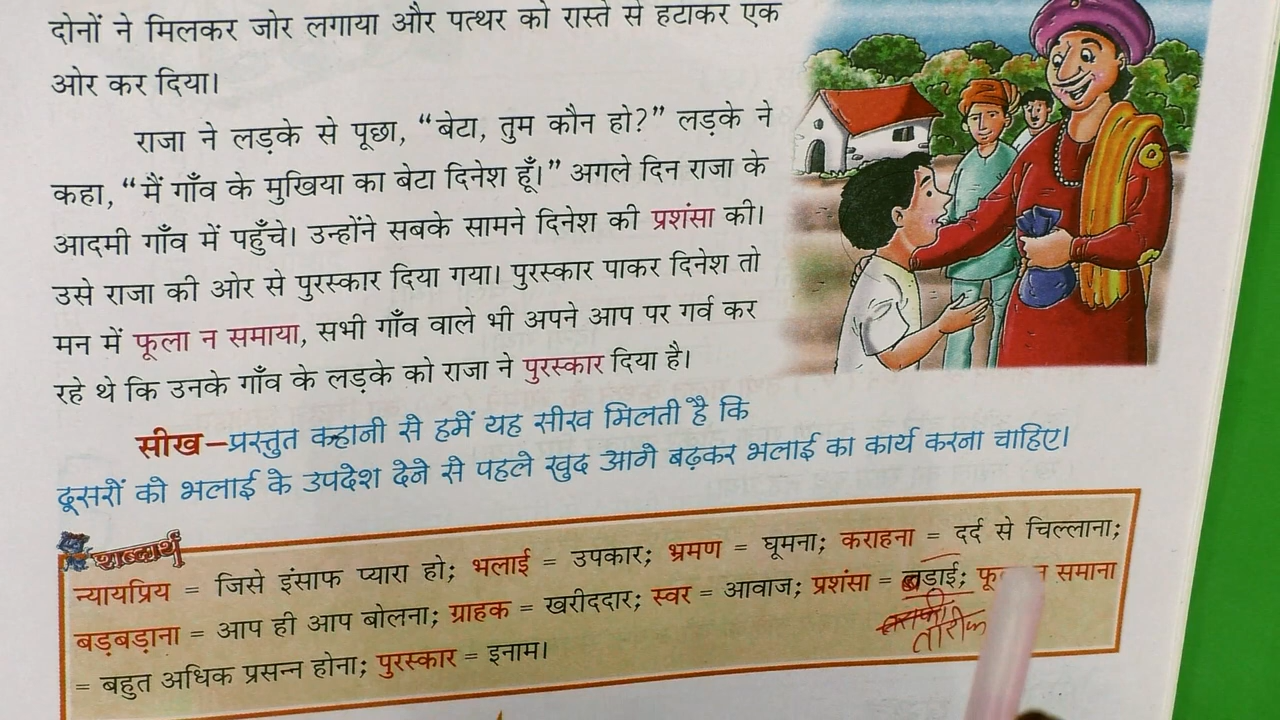 दोनों ने मिलकर जोर लगाया और पत्थर को रास्ते से हटाकर एक
ओर कर दिया।
राजा ने लड़के से पूछा, “बेटा, तुम कौन हो?” लड़के ने
कहा, “मैं गाँव के मुखिया का बेटा दिनेश हूँ।” अगले दिन राजा के
आदमी गाँव में पहुँचे। उन्होंने सबके सामने दिनेश की प्रशंसा की।
उसे राजा की ओर से पुरस्कार दिया गया। पुरस्कार पाकर दिनेश तो
मन में फूला न समाया, सभी गाँव वाले भी अपने आप पर गर्व कर
रहे थे कि उनके गाँव के लड़के को राजा ने पुरस्कार दिया है।
सीख–प्रस्तुत कहानी से हमें यह सीख मिलती है कि
दूसरों को भलाई के उपदेश देने से पहले खुद आगे बढ़कर भलाई का कार्य करना चाहिए।
शब्दार्थ
न्यायप्रिय = जिसे इंसाफ प्यारा हो; भलाई = उपकार; भ्रमण = घूमना; कराहना = दर्द से चिल्लाना;
बड़बड़ाना = आप ही आप बोलना; ग्राहक = खरीददार; स्वर = आवाज; प्रशंसा = बड़ाई; समाना
तारीफ
= बहुत अधिक प्रसन्न होना; पुरस्कार = इनाम।